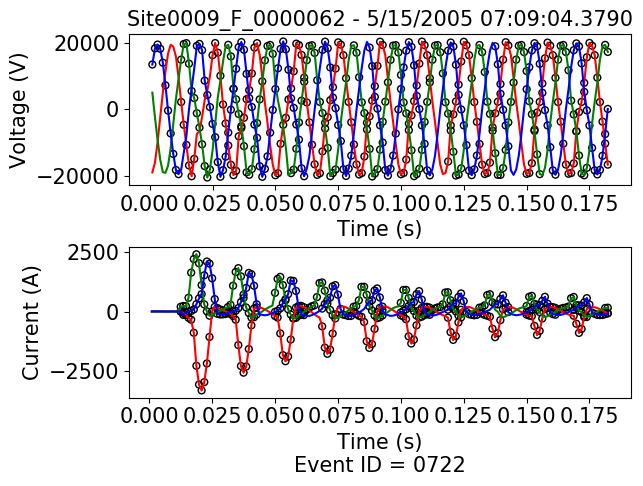 Site0009_F_0000062 - 5/15/2005 07:09:04.3790
Voltage (V)
20000
0
−20000
0.000 0.025 0.050 0.075 0.100 0.125 0.150 0.175
Time (s)
Current (A)
2500
0
−2500
0.000 0.025 0.050 0.075 0.100 0.125 0.150 0.175
Time (s)
Event ID = 0722